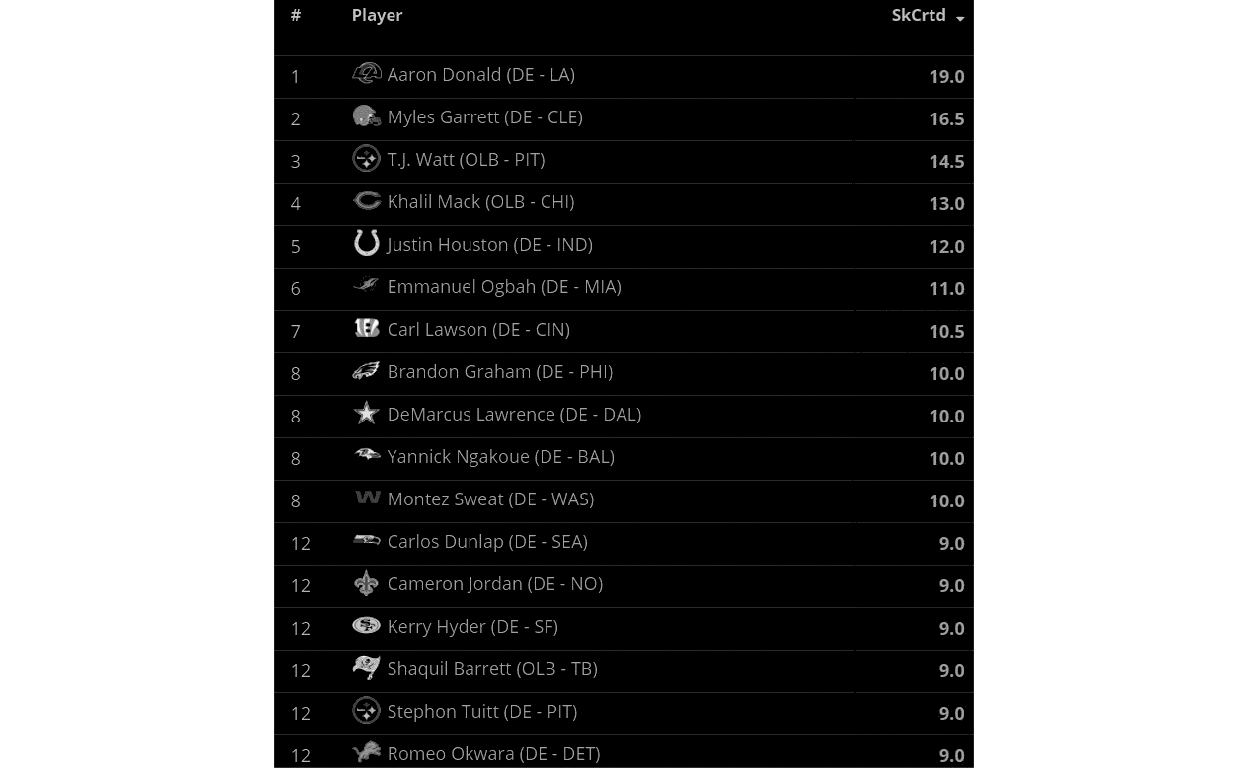 # Player SkCrtd
1 Aaron Donald (DE - LA) 19.0
2 Myles Garrett (DE - CLE) 16.5
3 T.J. Watt (OLB - PIT) 14.5
4 Khalil Mack (OLB - CHI) 13.0
5 Justin Houston (DE - IND) 12.0
6 Emmanuel Ogbah (DE - MIA) 11.0
7 Carl Lawson (DE - CIN) 10.5
8 Brandon Graham (DE - PHI) 10.0
8 DeMarcus Lawrence (DE - DAL) 10.0
8 Yannick Ngakoue (DE - BAL) 10.0
8 Montez Sweat (DE - WAS) 10.0
12 Carlos Dunlap (DE - SEA) 9.0
12 Cameron Jordan (DE - NO) 9.0
12 Kerry Hyder (DE - SF) 9.0
12 Shaquil Barrett (OLB - TB) 9.0
12 Stephon Tuitt (DE - PIT) 9.0
12 Romeo Okwara (DE - DET) 9.0